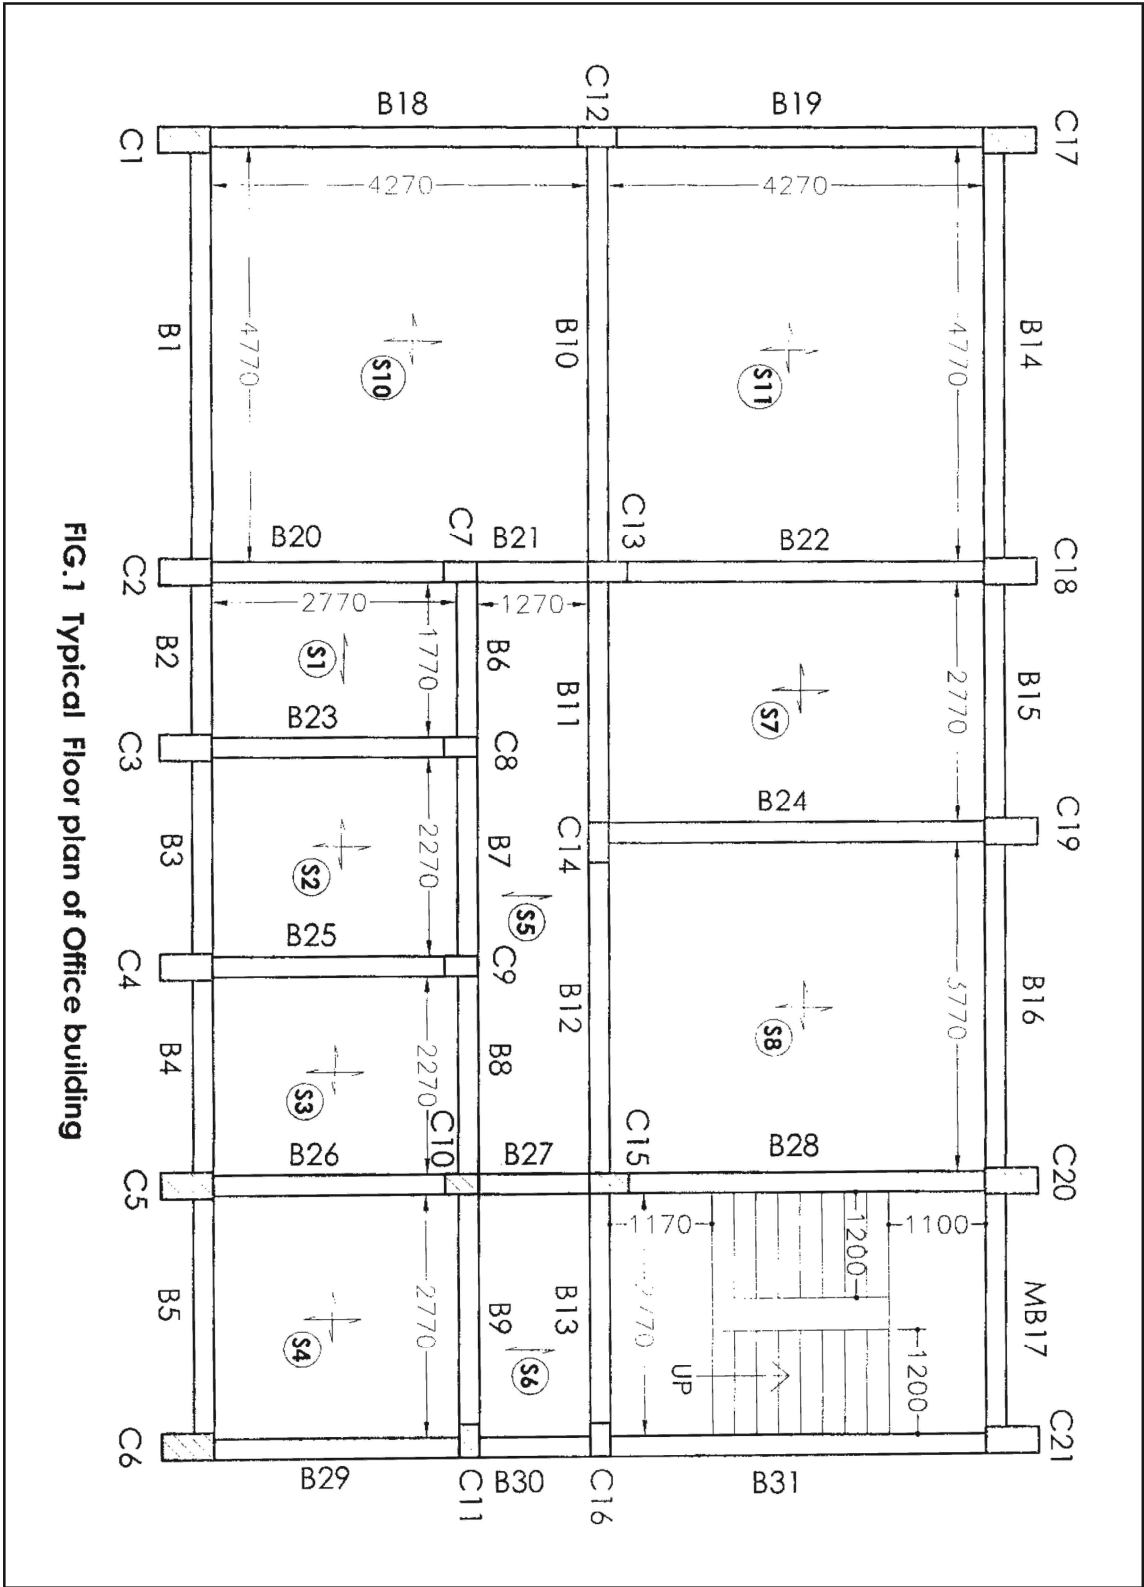 C1
B18
C12
B19
C17
4270
4270
4770
4770
B1
S10
B10
S11
B14
C2
B20
C7
B21
C13
B22
C18
2770
1270
B2
S1
1770
B6
B11
S7
2770
B15
B23
C3
C8
B24
C19
B3
S2
2270
B7
C14
S5
B25
C4
C9
B12
S8
3770
B16
B4
S3
2270
B8
C10
C15
B26
B27
B28
C5
C20
1170
1200
1100
B5
S4
2770
B9
S6
B13
2770
UP
1200
MB17
C6
B29
C11
B30
C16
B31
C21
FIG.1 Typical Floor plan of Office building